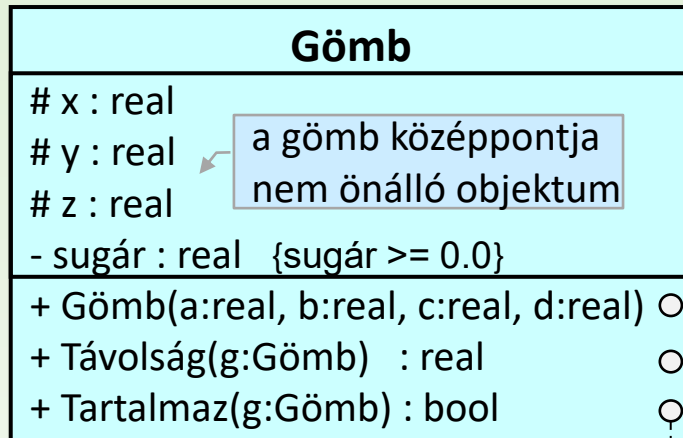 Gömb
# x : real
# y : real
# z : real
a gömb középpontja
nem önálló objektum
- sugár : real {sugár >= 0.0}
+ Gömb(a:real, b:real, c:real, d:real)
+ Távolság(g:Gömb) : real
+ Tartalmaz(g:Gömb) : bool